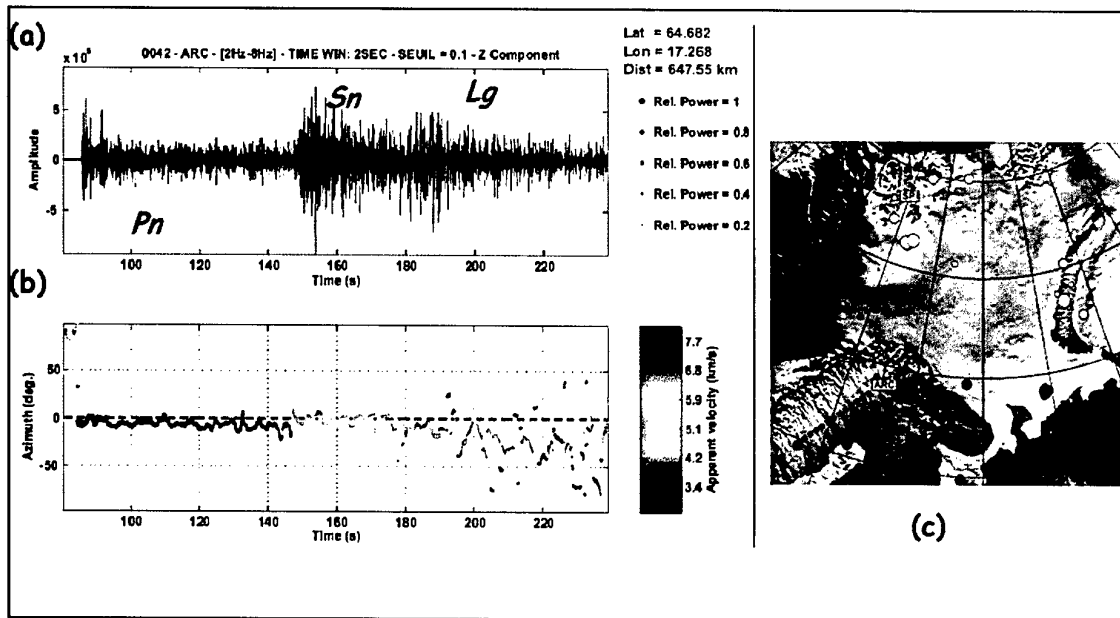 (a)
x 10⁵
0042 - ARC - [2Hz-8Hz] - TIME WIN: 2SEC - SEUIL = 0.1 - Z Component
Lat = 64.682
Lon = 17.268
Dist = 647.55 km
Rel. Power = 1
Rel. Power = 0.8
Rel. Power = 0.6
Rel. Power = 0.4
Rel. Power = 0.2
Sn
Lg
Pn
Amplitude
5
0
-5
100 120 140 160 180 200 220
Time (s)
(b)
Azimuth (deg.)
50
0
-50
100 120 140 160 180 200 220
Time (s)
7.7
6.8
5.9
5.1
4.2
3.4
Apparent velocity (km/s)
ARC
(c)